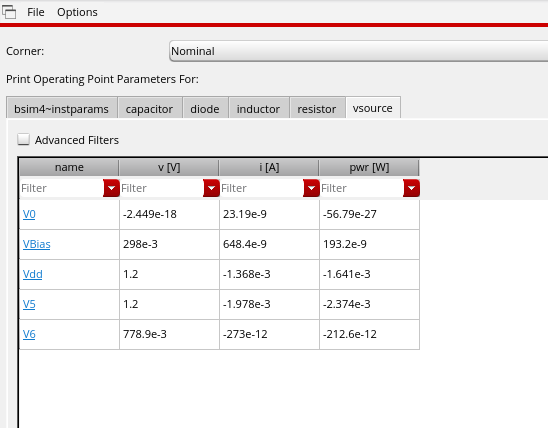 File Options
Corner: Nominal
Print Operating Point Parameters For:
bsim4~instparams capacitor diode inductor resistor vsource
Advanced Filters
name v [V] i [A] pwr [W]
Filter Filter Filter Filter
V0 -2.449e-18 23.19e-9 -56.79e-27
VBias 298e-3 648.4e-9 193.2e-9
Vdd 1.2 -1.368e-3 -1.641e-3
V5 1.2 -1.978e-3 -2.374e-3
V6 778.9e-3 -273e-12 -212.6e-12